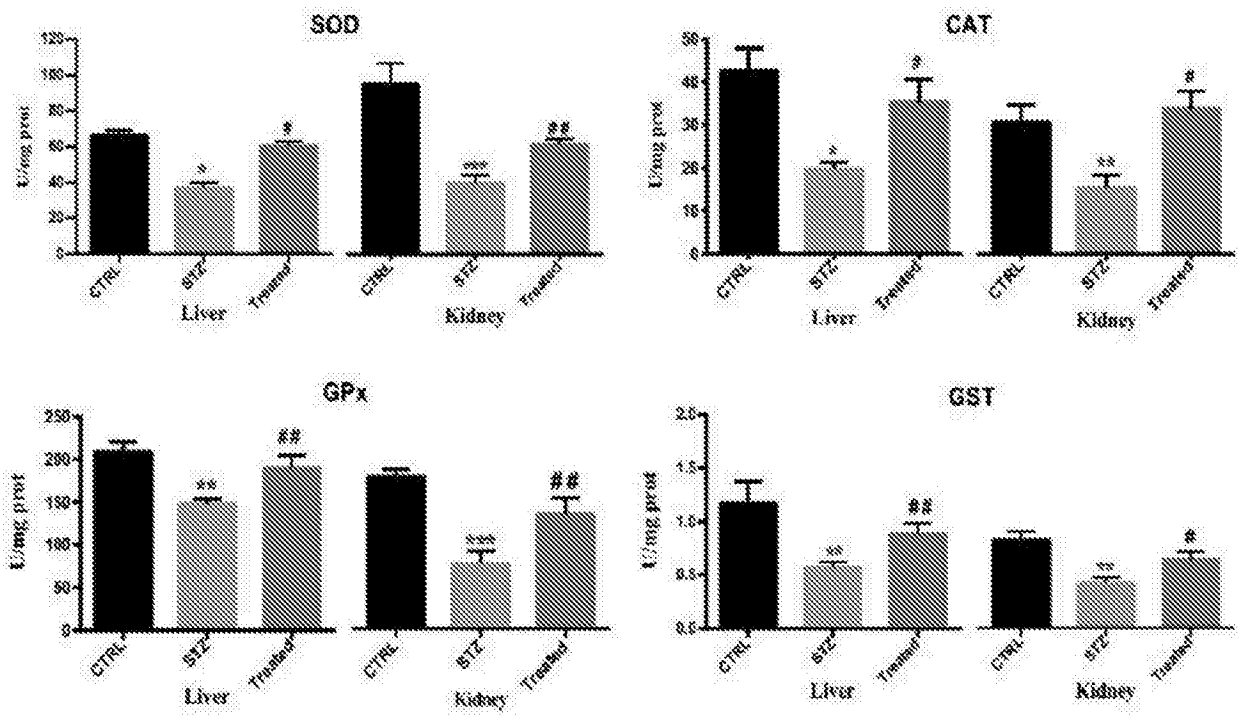 SOD
120
100
80
60
40
20
0
U/mg prot
*
#
***
##
CTRL
STZ
Treated
CTRL
STZ
Treated
Liver
Kidney
CAT
50
40
30
20
10
0
U/mg prot
*
#
**
#
CTRL
STZ
Treated
CTRL
STZ
Treated
Liver
Kidney
GPx
250
200
150
100
50
0
U/mg prot
**
##
***
##
CTRL
STZ
Treated
CTRL
STZ
Treated
Liver
Kidney
GST
2.0
1.5
1.0
0.5
0.0
U/mg prot
**
##
**
#
CTRL
STZ
Treated
CTRL
STZ
Treated
Liver
Kidney